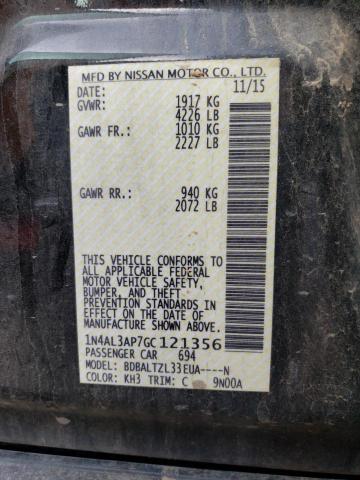 MFD BY NISSAN MOTOR CO., LTD.
DATE: 11/15
GVWR: 1917 KG
4226 LB
GAWR FR.: 1010 KG
2227 LB
GAWR RR.: 940 KG
2072 LB
THIS VEHICLE CONFORMS TO
ALL APPLICABLE FEDERAL
MOTOR VEHICLE SAFETY,
BUMPER, AND THEFT
PREVENTION STANDARDS IN
EFFECT ON THE DATE OF
MANUFACTURE SHOWN ABOVE.
1N4AL3AP7GC121356
PASSENGER CAR 694
MODEL: BDBALTZL33EUA----N
COLOR: KH3 TRIM: C 9N00A